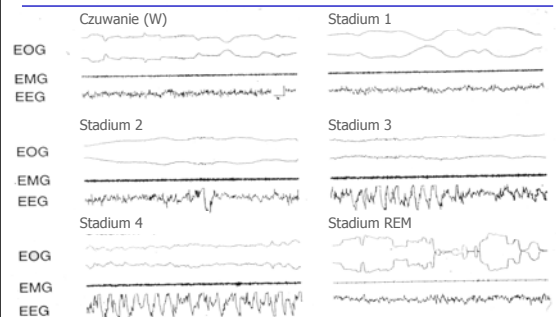 Czuwanie (W)
Stadium 1
EOG
EMG
EEG
Stadium 2
Stadium 3
EOG
EMG
EEG
Stadium 4
Stadium REM
EOG
EMG
EEG